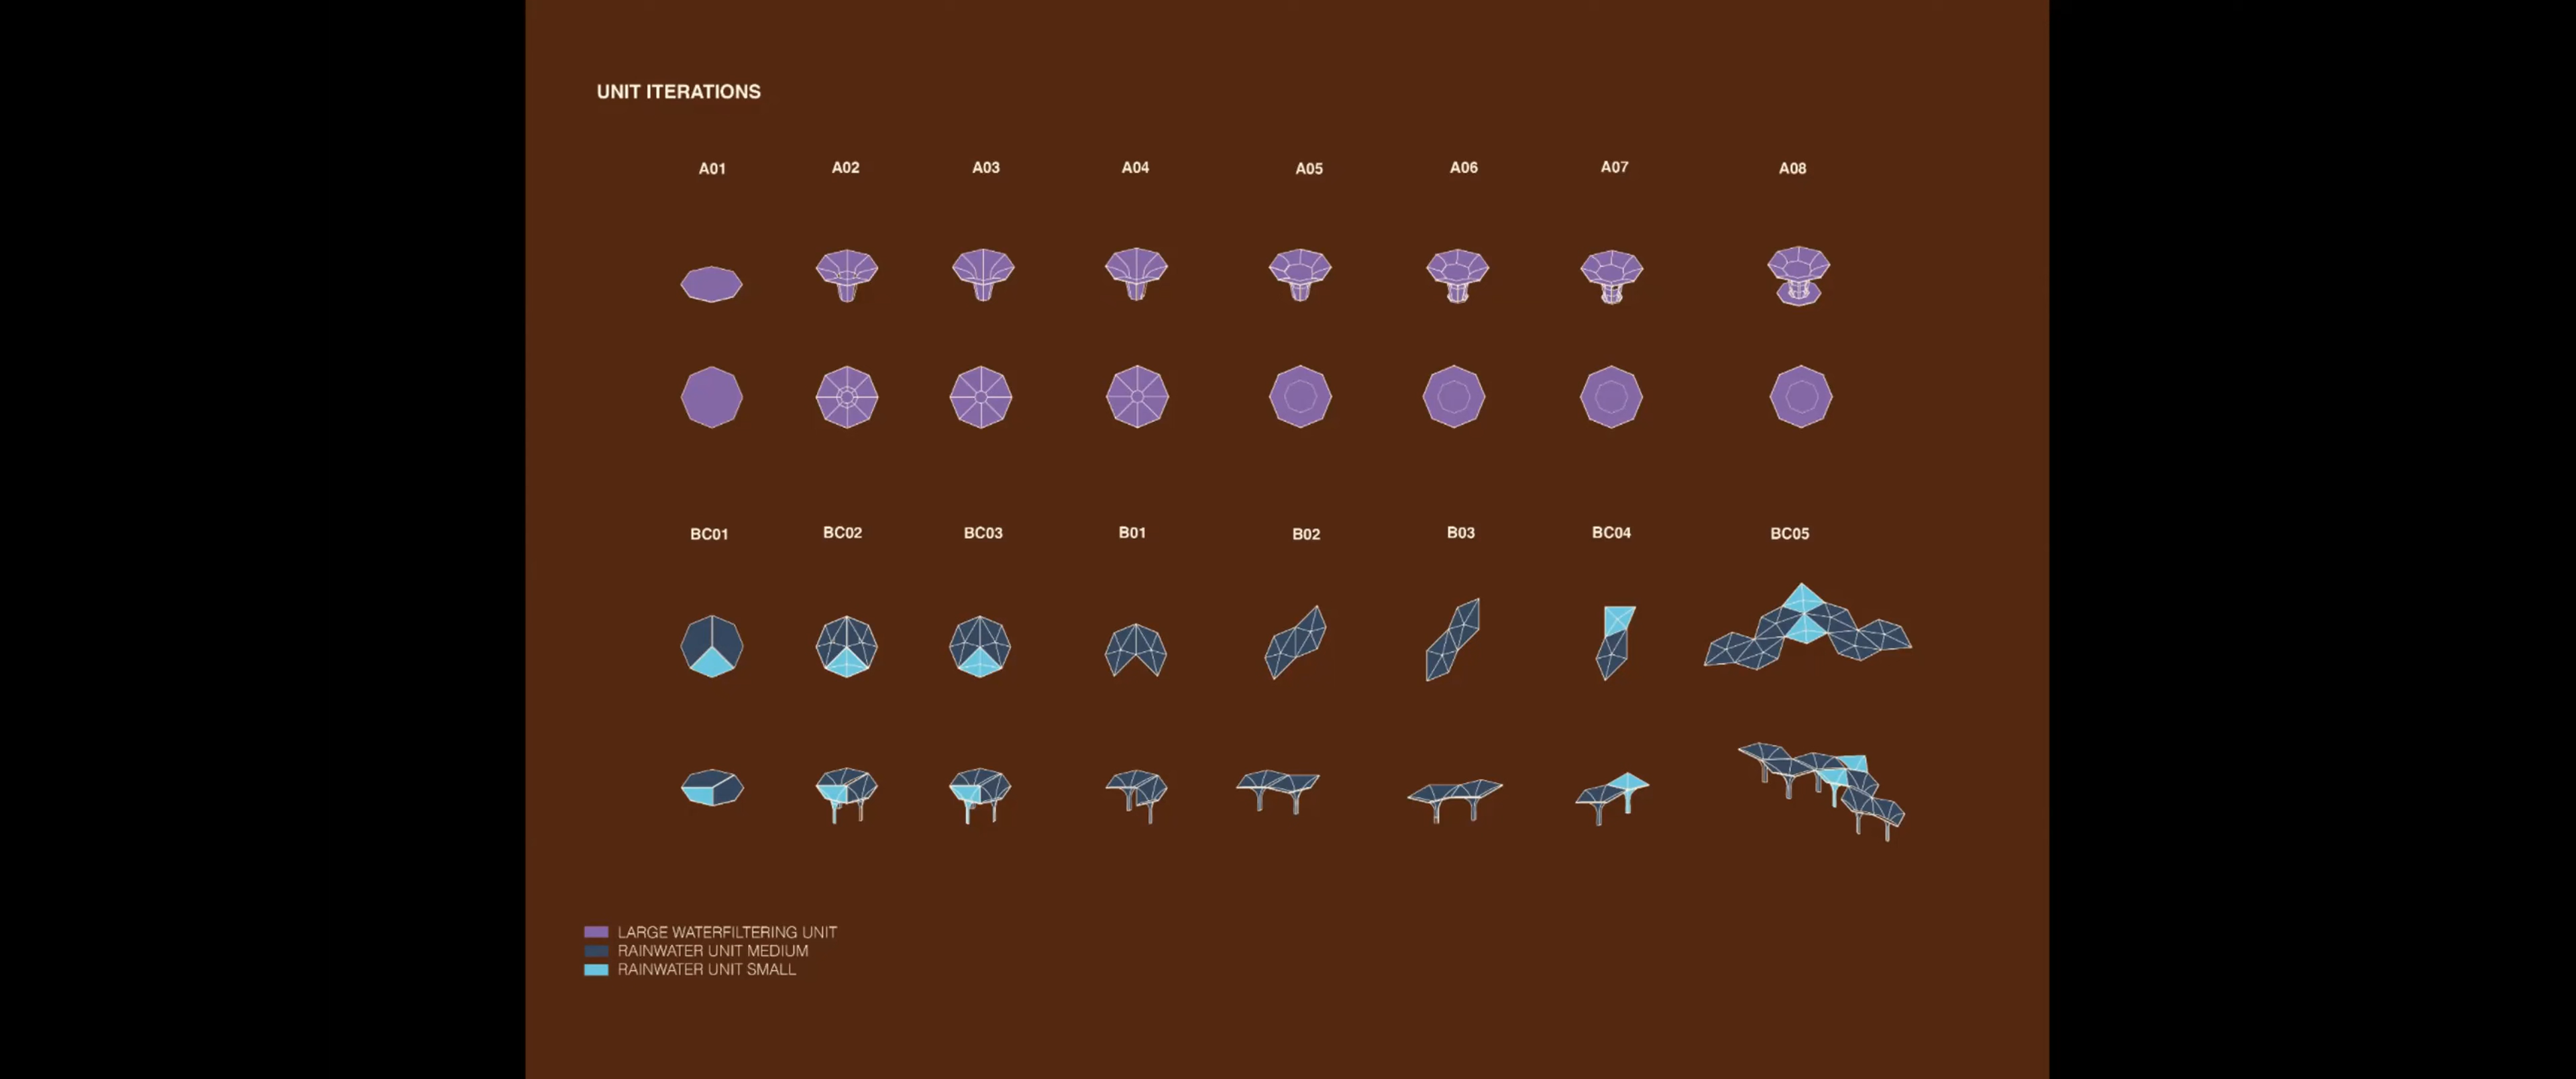 UNIT ITERATIONS
A01 A02 A03 A04 A05 A06 A07 A08
BC01 BC02 BC03 B01 B02 B03 BC04 BC05
LARGE WATERFILTERING UNIT
RAINWATER UNIT MEDIUM
RAINWATER UNIT SMALL